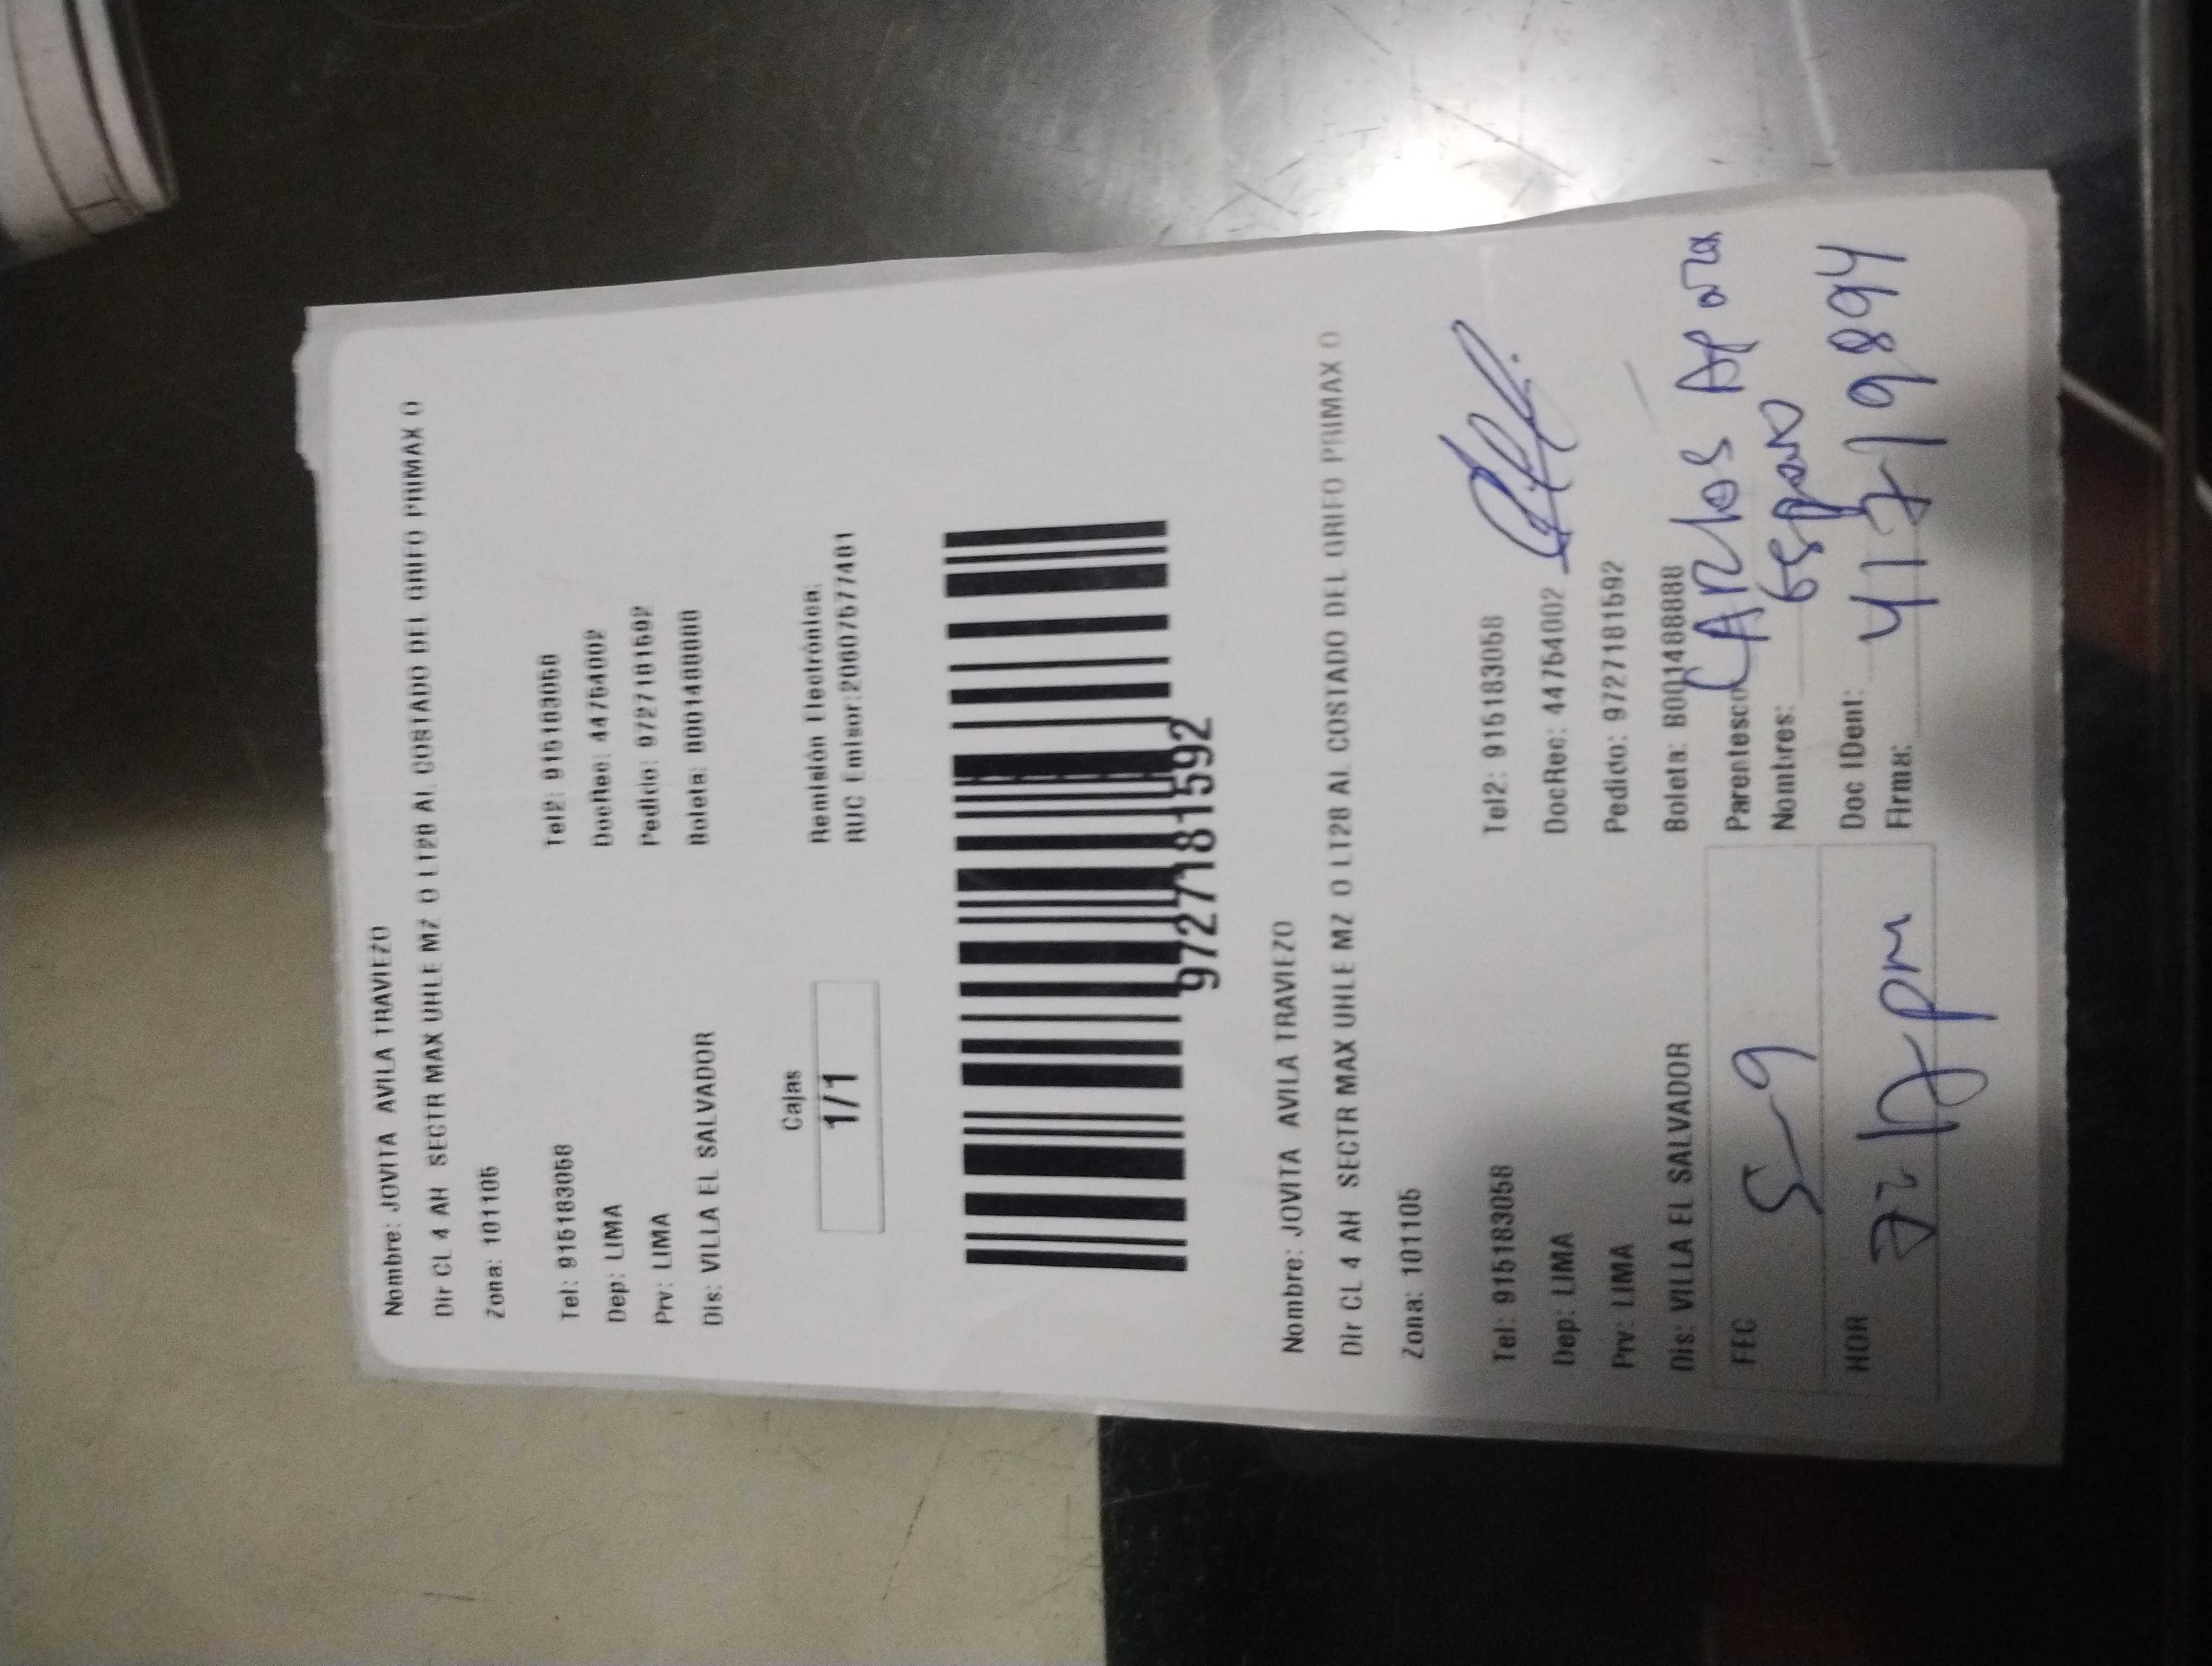 Nombre: JOVITA AVILA TRAVIEZO
Dir CL 4 AH SECTR MAX UHLE MZ O LT28 AL COSTADO DEL GRIFO PRIMAX O
Zona: 101105
Tel: 915183058 Tel2: 915183058
Dep: LIMA DocRec: 44754002
Prv: LIMA Pedido: 9727181592
Dis: VILLA EL SALVADOR Boleta: B001488888
Cajas
1/1
Remisión Electrónica:
RUC Emisor:
9727181592
Nombre: JOVITA AVILA TRAVIEZO
Dir CL 4 AH SECTR MAX UHLE MZ O LT28 AL COSTADO DEL GRIFO PRIMAX O
Zona: 101105
Tel: 915183058 Tel2: 915183058
Dep: LIMA DocRec: 44754002
Prv: LIMA Pedido: 9727181592
Dis: VILLA EL SALVADOR Boleta: B00148888888
FEC 5-9 Parentesco CARLOS
Nombres: esposo
HOR pm Doc IDent: 41719894
Firma: